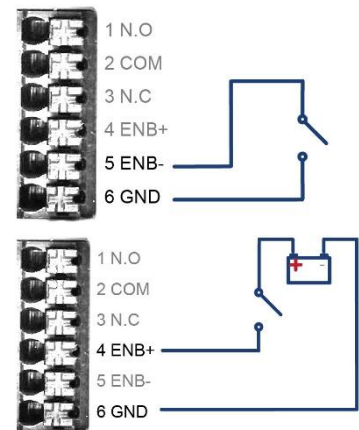 1 N.O
2 COM
3 N.C
4 ENB+
5 ENB-
6 GND
1 N.O
2 COM
3 N.C
4 ENB+
5 ENB-
6 GND
+ -